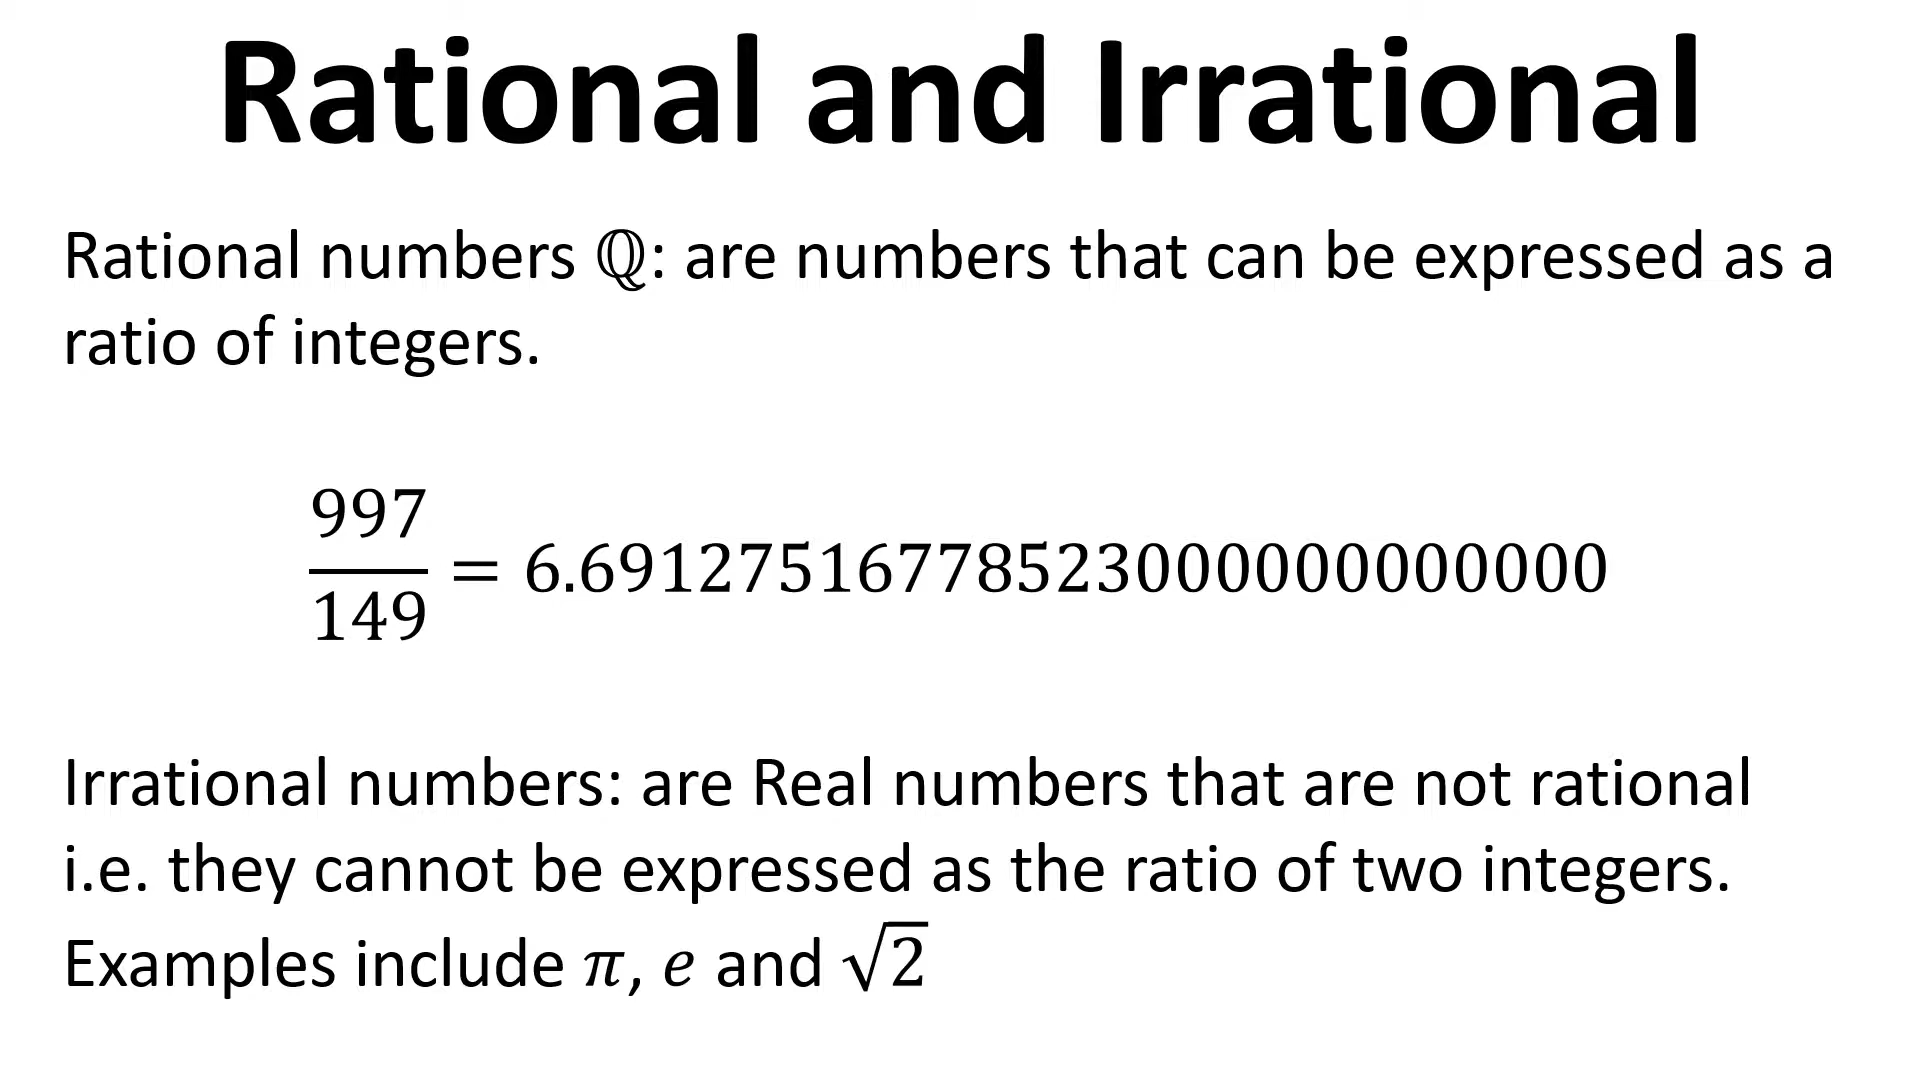 Rational and Irrational
Rational numbers ℚ: are numbers that can be expressed as a
ratio of integers.
997
149
= 6.69127516778523000000000000
Irrational numbers: are Real numbers that are not rational
i.e. they cannot be expressed as the ratio of two integers.
Examples include π, e and √2